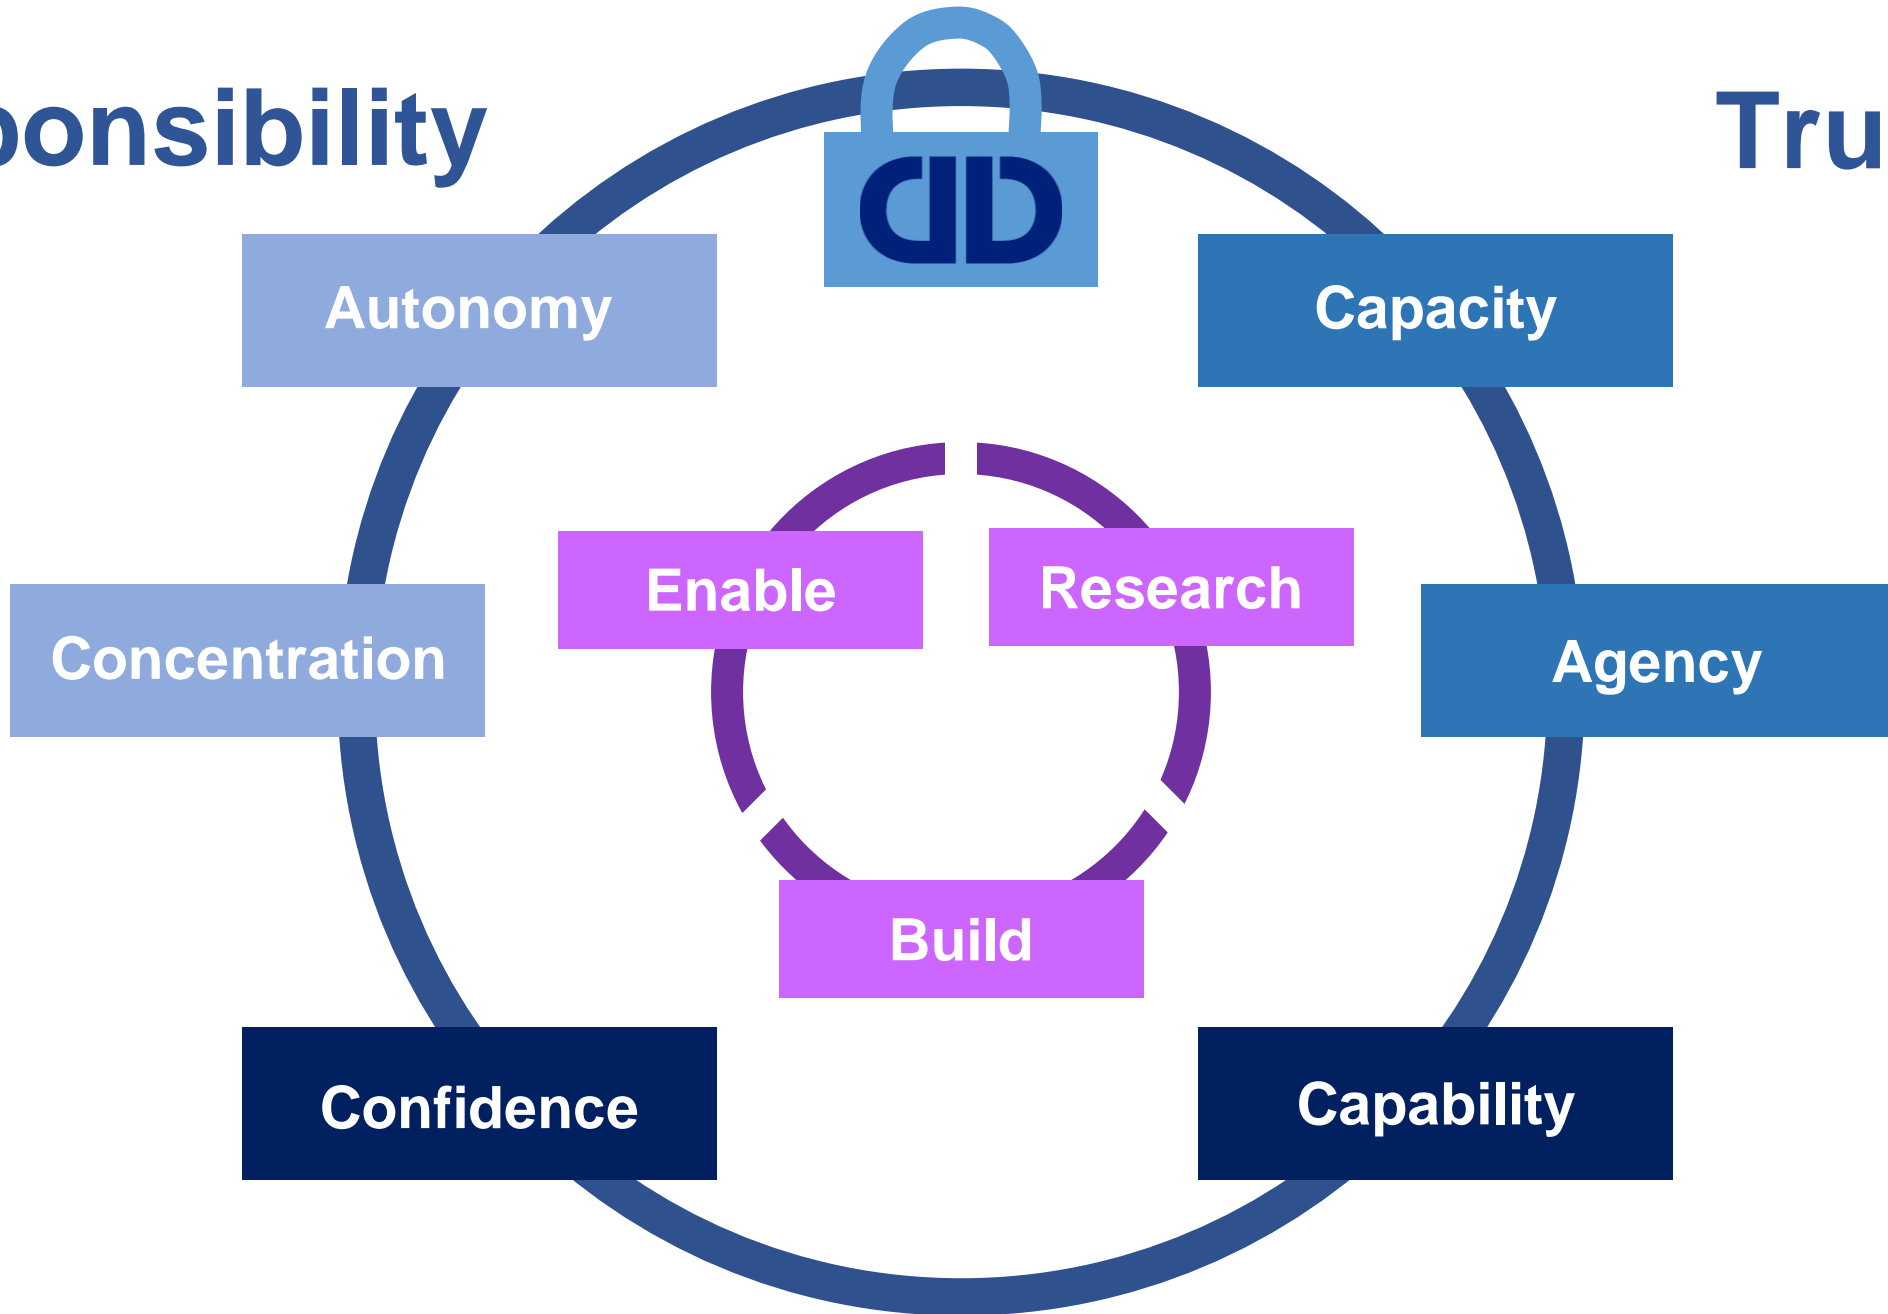 ponsibility
Tru
Autonomy
Capacity
Enable
Research
Concentration
Agency
Build
Confidence
Capability